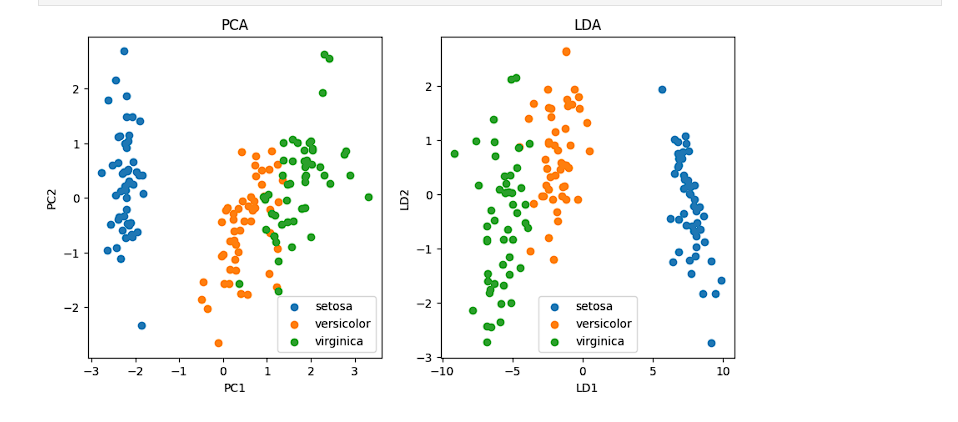 PCA
PC2
2
1
0
−1
−2
−3
−2
−1
0
1
2
3
PC1
setosa
versicolor
virginica
LDA
LD2
2
1
0
−1
−2
−3
−10
−5
0
5
10
LD1
setosa
versicolor
virginica